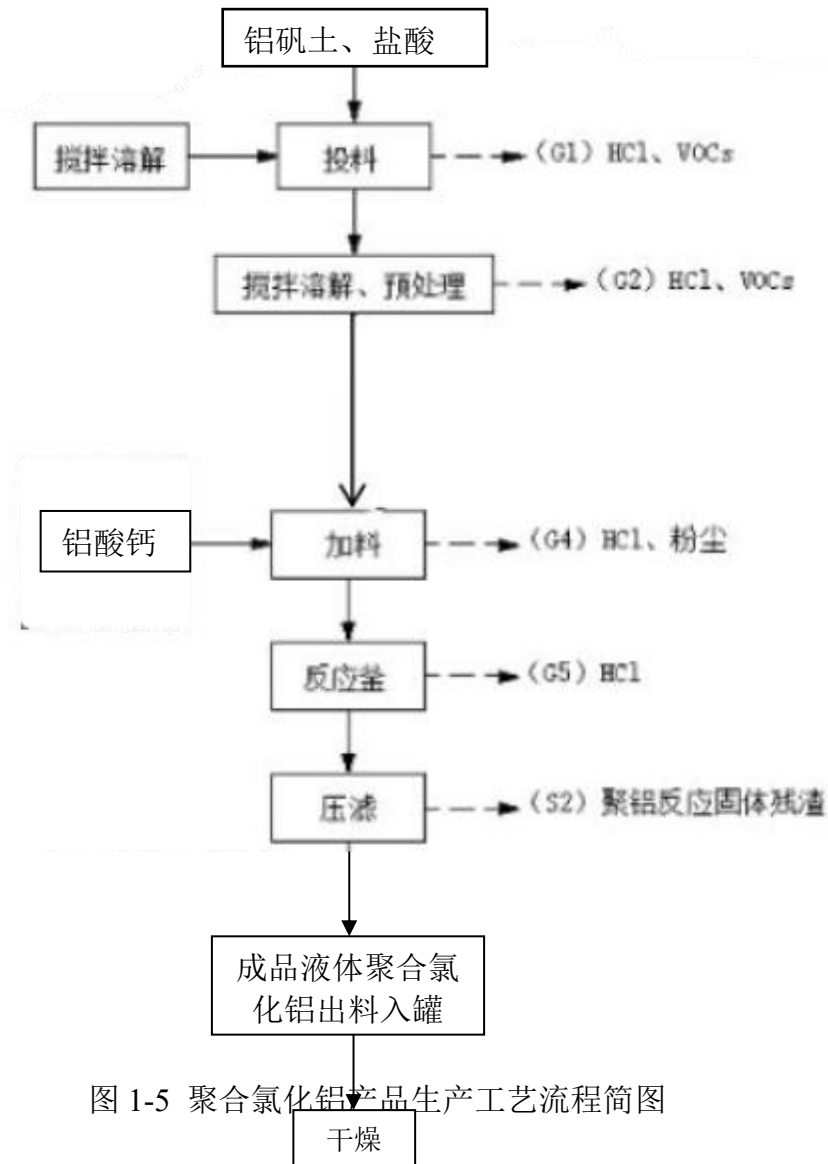 铝矾土、盐酸
搅拌溶解
投料
(G1) HCl、VOCs
搅拌溶解、预处理
(G2) HCl、VOCs
铝酸钙
加料
(G4) HCl、粉尘
反应釜
(G5) HCl
压滤
(S2) 聚铝反应固体残渣
成品液体聚合氯
化铝出料入罐
图 1-5 聚合氯化铝产品生产工艺流程简图
干燥